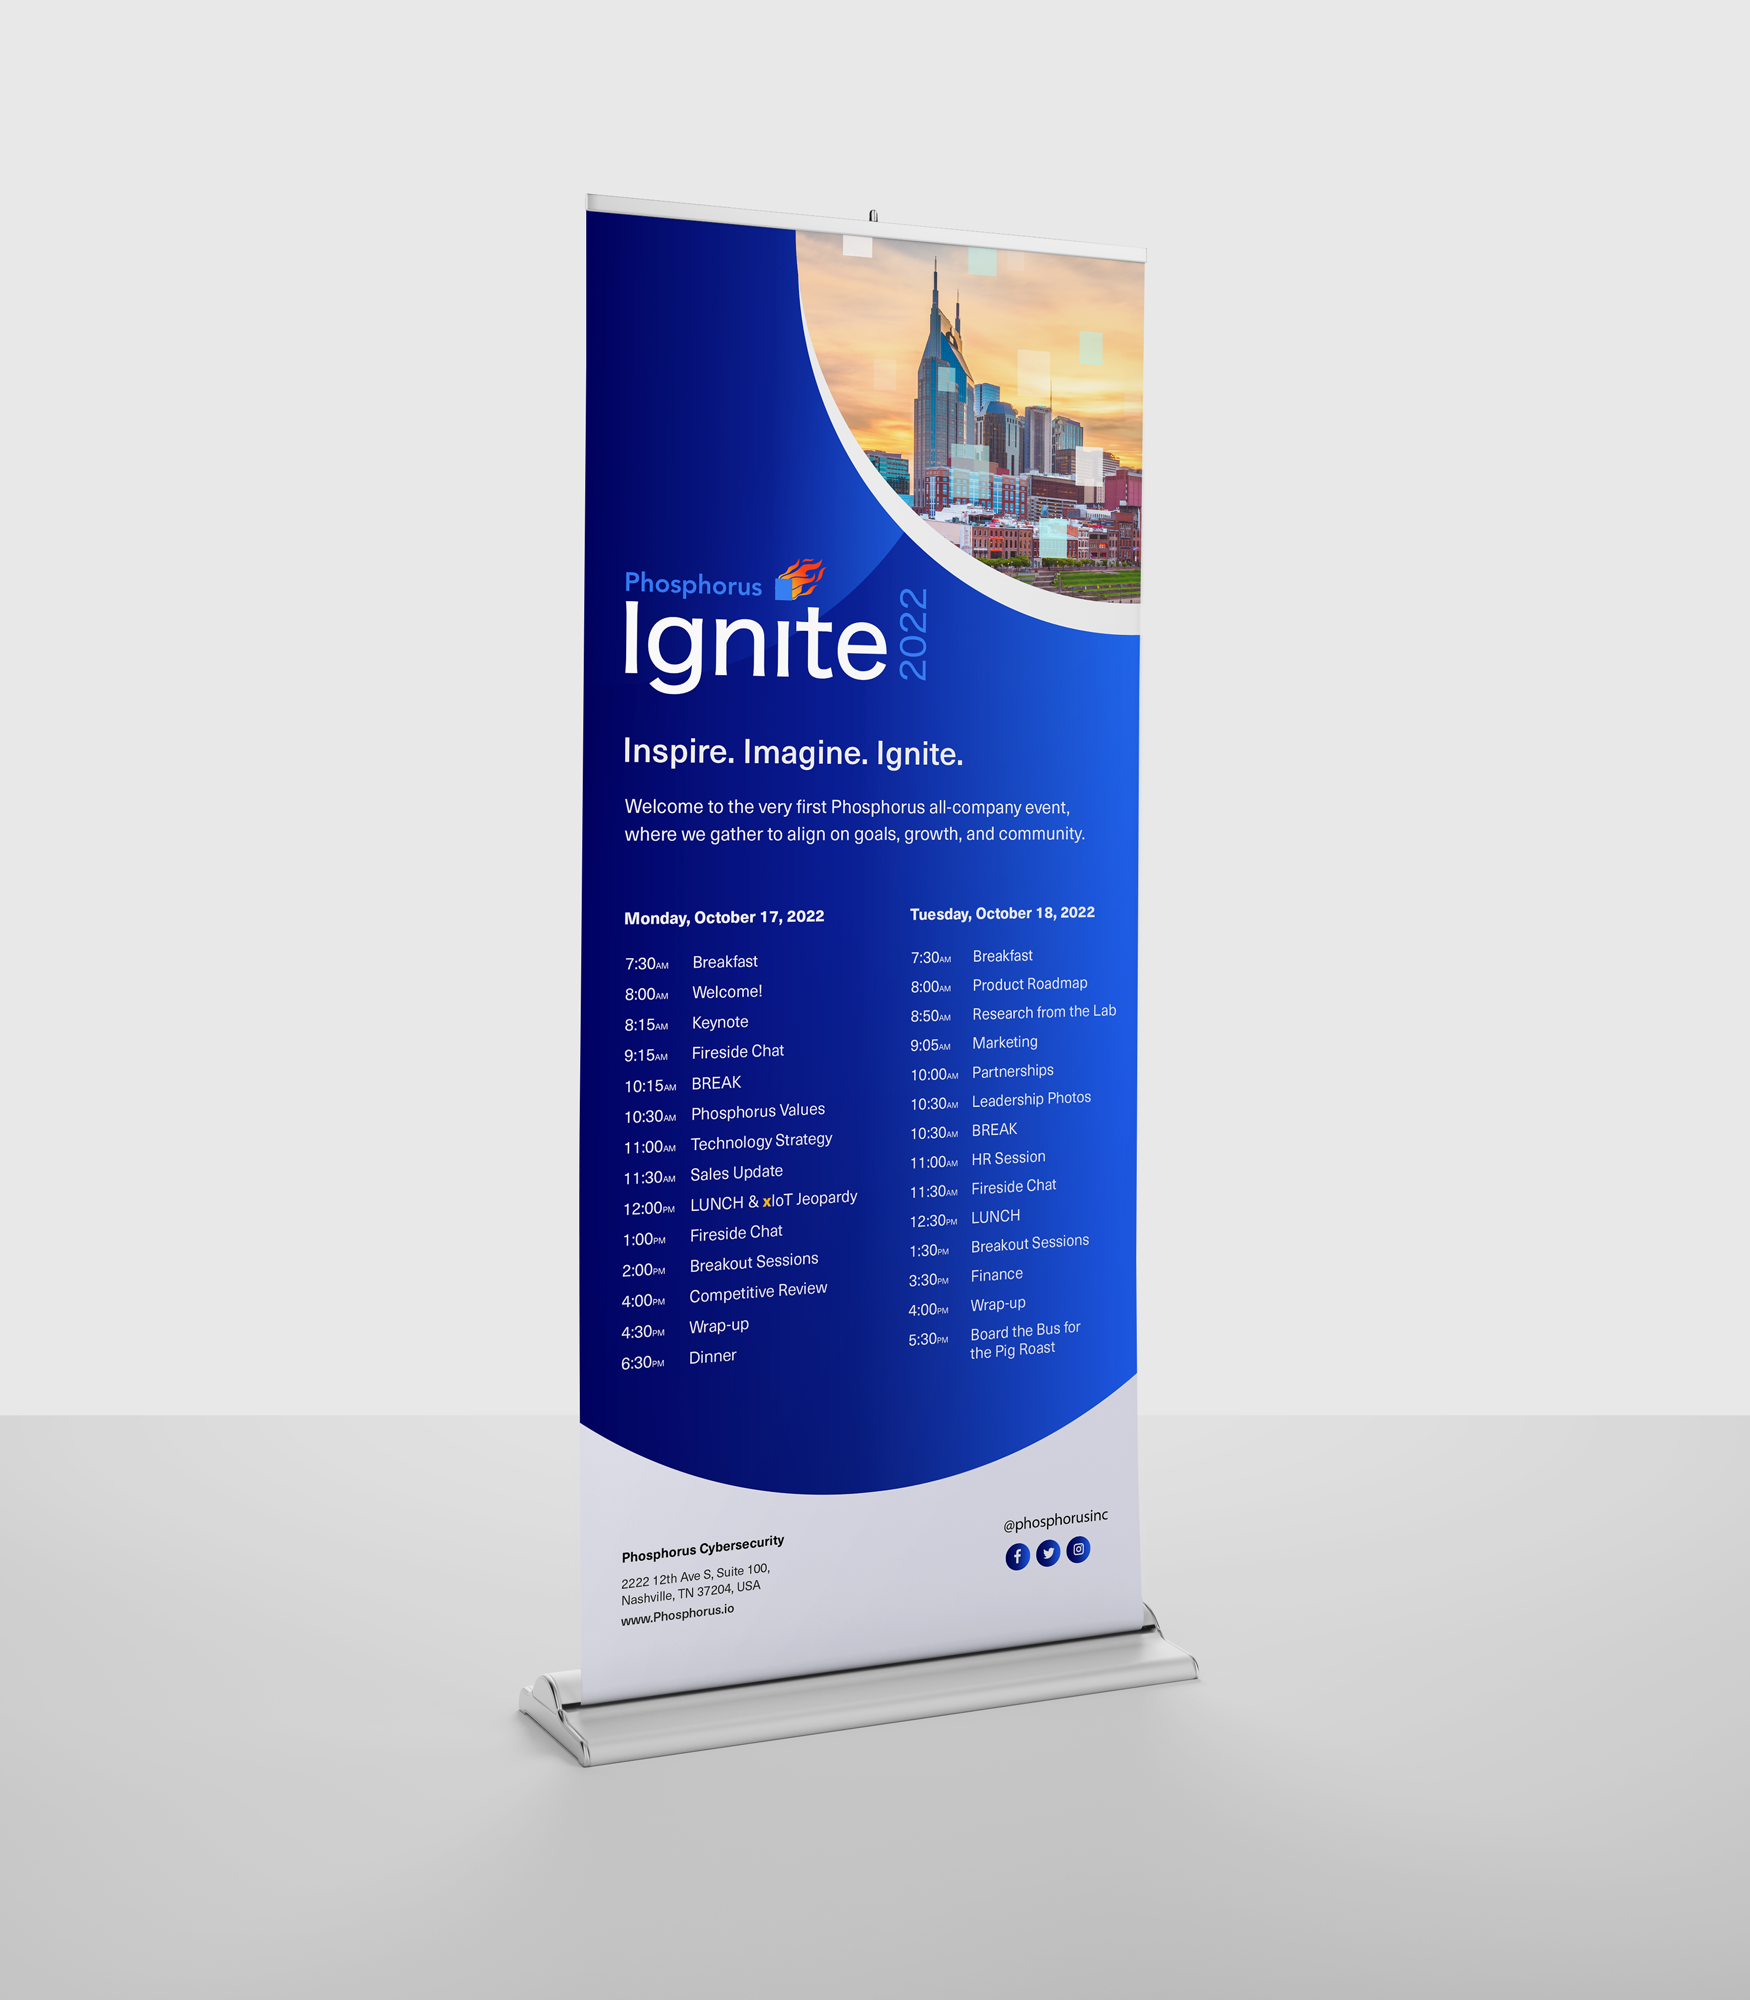 Phosphorus
Ignite 2022
Inspire. Imagine. Ignite.
Welcome to the very first Phosphorus all-company event,
where we gather to align on goals, growth, and community.
Monday, October 17, 2022
7:30AM Breakfast
8:00AM Welcome!
8:15AM Keynote
9:15AM Fireside Chat
10:15AM BREAK
10:30AM Phosphorus Values
11:00AM Technology Strategy
11:30AM Sales Update
12:00PM LUNCH & xIoT Jeopardy
1:00PM Fireside Chat
2:00PM Breakout Sessions
4:00PM Competitive Review
4:30PM Wrap-up
6:30PM Dinner
Tuesday, October 18, 2022
7:30AM Breakfast
8:00AM Product Roadmap
8:50AM Research from the Lab
9:05AM Marketing
10:00AM Partnerships
10:30AM Leadership Photos
10:30AM BREAK
11:00AM HR Session
11:30AM Fireside Chat
12:30PM LUNCH
1:30PM Breakout Sessions
3:30PM Finance
4:00PM Wrap-up
5:30PM Board the Bus for
the Pig Roast
Phosphorus Cybersecurity
2222 12th Ave S, Suite 100,
Nashville, TN 37204, USA
www.Phosphorus.io
@phosphorusinc